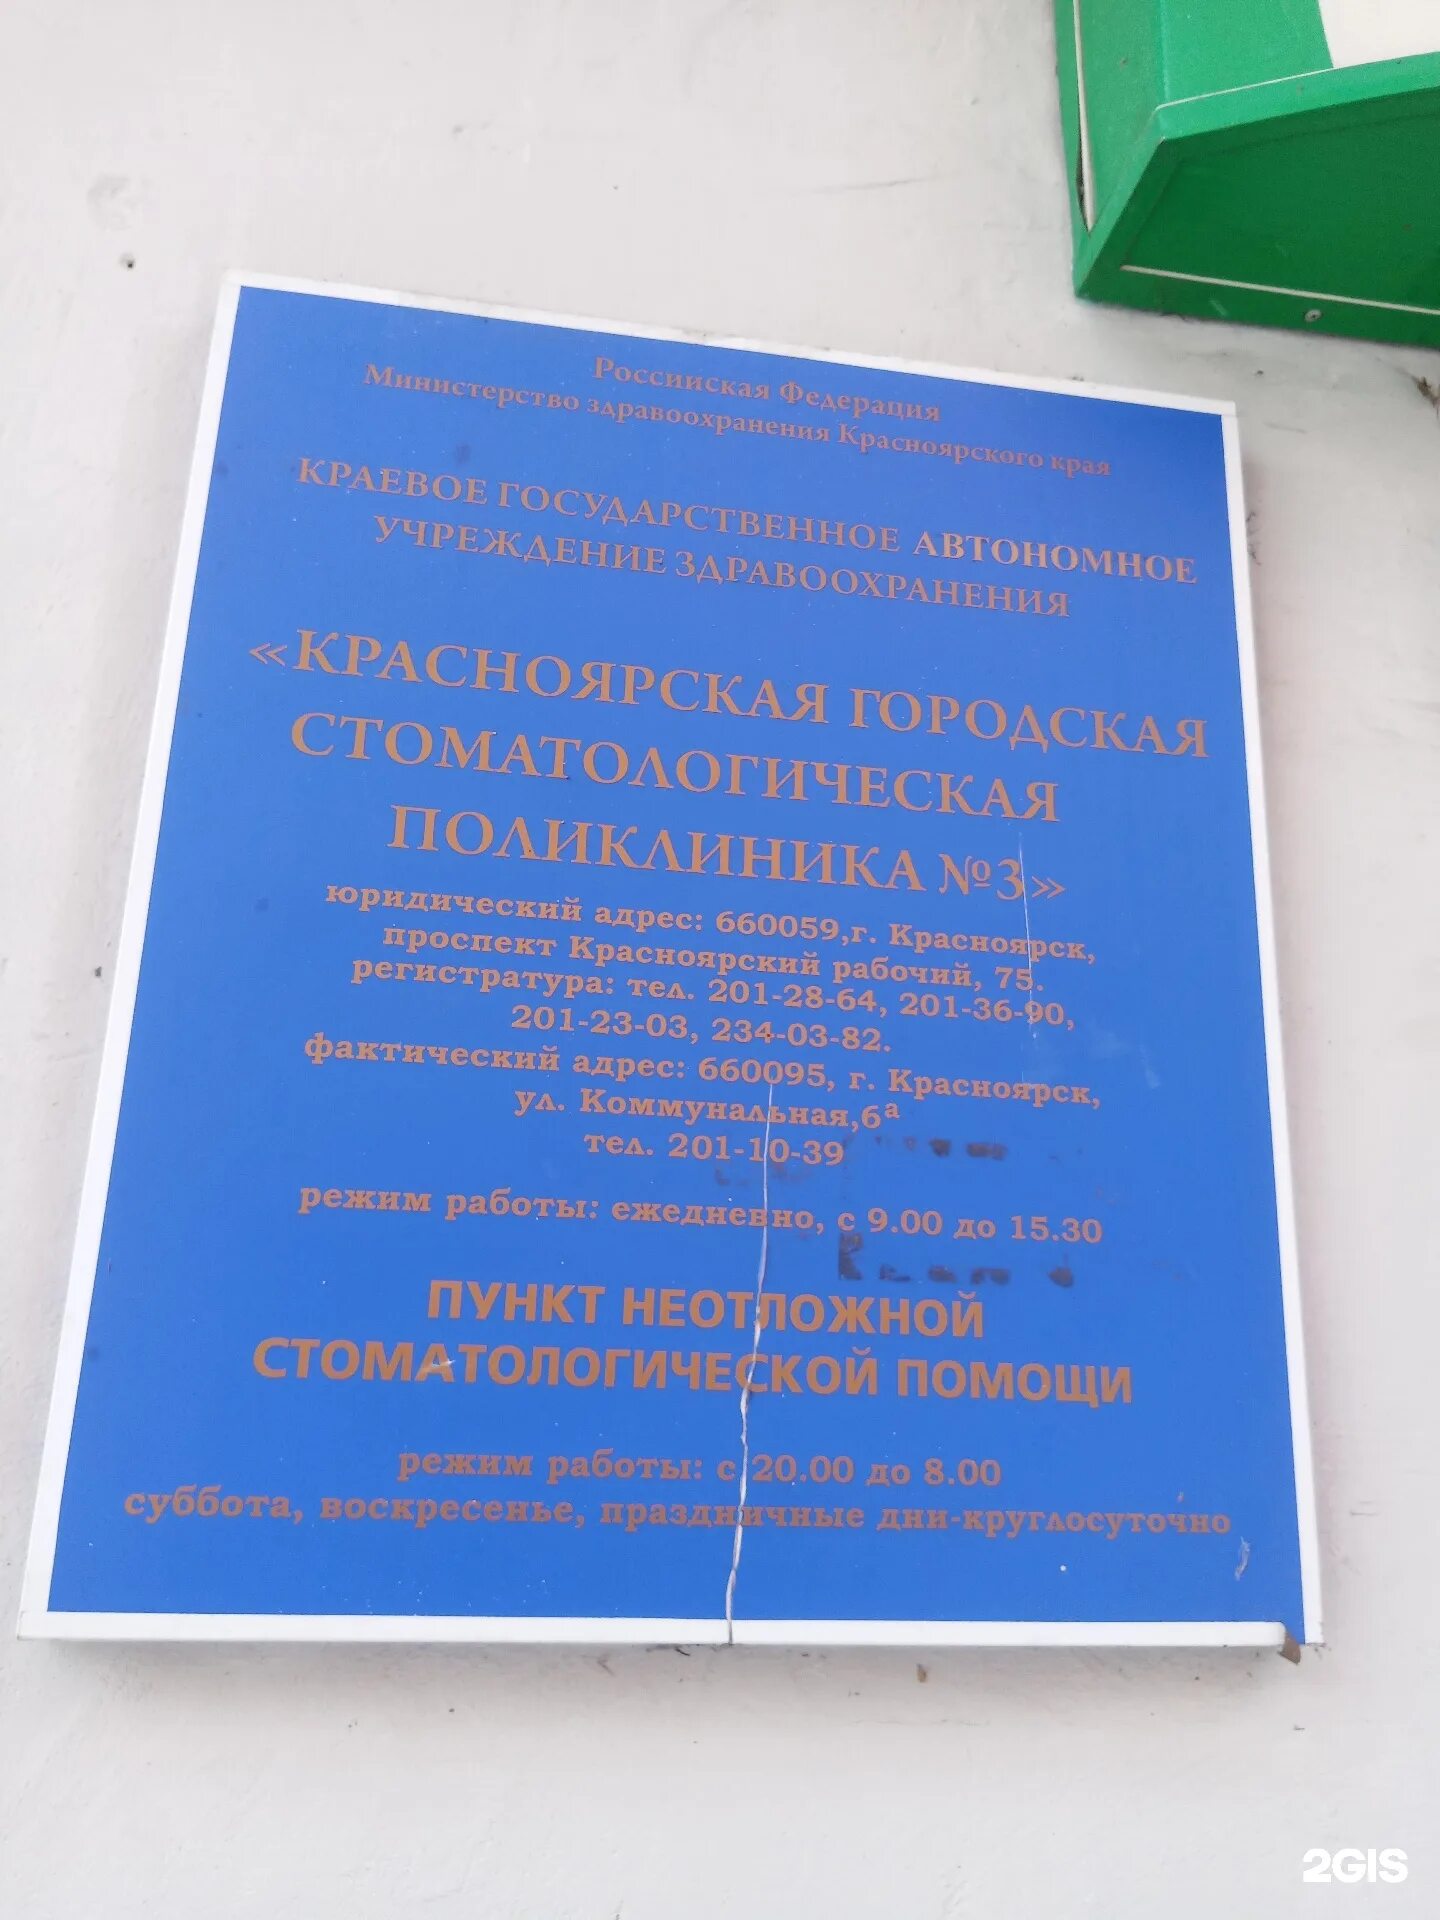 Российская Федерация
Министерство здравоохранения Красноярского края
КРАЕВОЕ ГОСУДАРСТВЕННОЕ АВТОНОМНОЕ
УЧРЕЖДЕНИЕ ЗДРАВООХРАНЕНИЯ
«КРАСНОЯРСКАЯ ГОРОДСКАЯ
СТОМАТОЛОГИЧЕСКАЯ
ПОЛИКЛИНИКА №3»
юридический адрес: 660059,г. Красноярск,
проспект Красноярский рабочий, 75.
регистратура: тел. 201-28-64, 201-36-90,
201-23-03, 234-03-82.
фактический адрес: 660095, г. Красноярск,
ул. Коммунальная,6ª
тел. 201-10-39
режим работы: ежедневно, с 9.00 до 15.30
ПУНКТ НЕОТЛОЖНОЙ
СТОМАТОЛОГИЧЕСКОЙ ПОМОЩИ
режим работы: с 20.00 до 8.00
суббота, воскресенье, праздничные дни-круглосуточно
2GIS